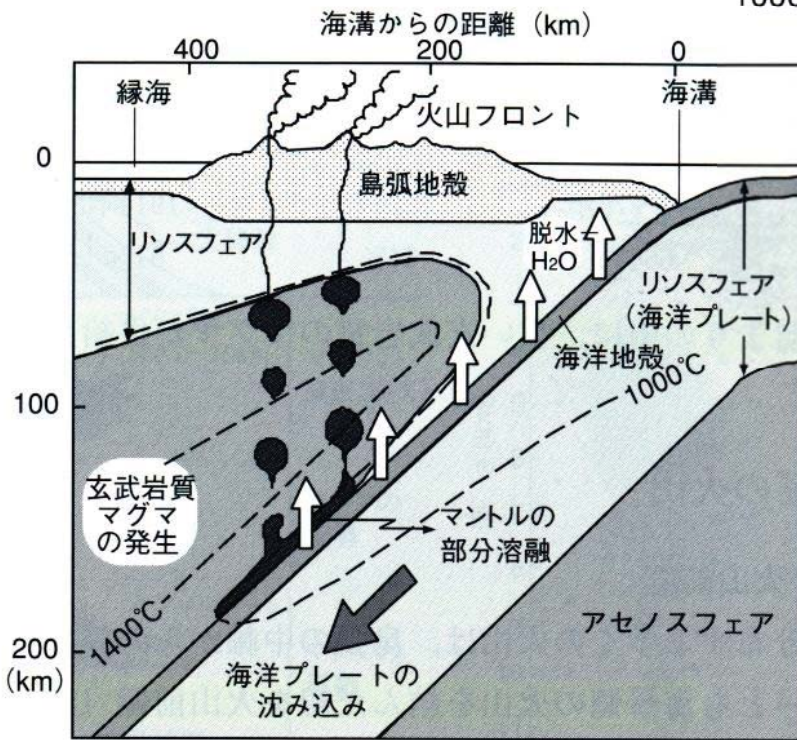 1000
海溝からの距離（km）
400
200
0
縁海
火山フロント
海溝
0
島弧地殻
リソスフェア
脱水
H₂O
リソスフェア
（海洋プレート）
海洋地殻
1000℃
100
玄武岩質
マグマ
の発生
マントルの
部分溶融
1400℃
アセノスフェア
200
(km)
海洋プレートの
沈み込み